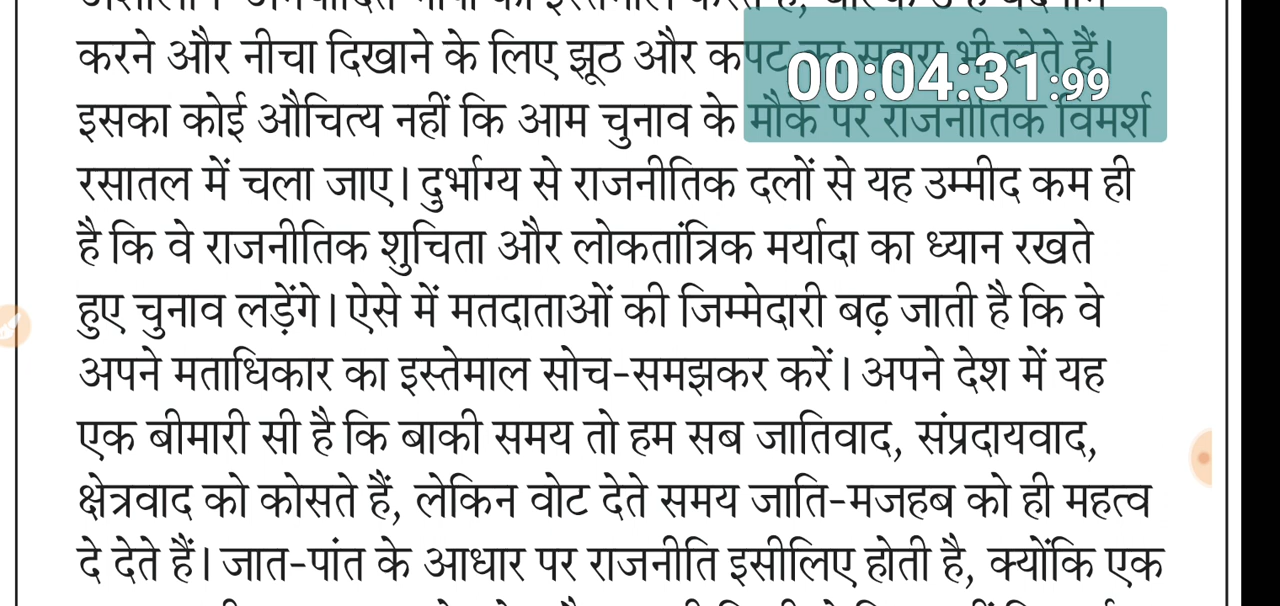 करने और नीचा दिखाने के लिए झूठ और कपट का सहारा भी लेते हैं।
00:04:31:99
इसका कोई औचित्य नहीं कि आम चुनाव के मौके पर राजनीतिक विमर्श
रसातल में चला जाए। दुर्भाग्य से राजनीतिक दलों से यह उम्मीद कम ही
है कि वे राजनीतिक शुचिता और लोकतांत्रिक मर्यादा का ध्यान रखते
हुए चुनाव लड़ेंगे। ऐसे में मतदाताओं की जिम्मेदारी बढ़ जाती है कि वे
अपने मताधिकार का इस्तेमाल सोच-समझकर करें। अपने देश में यह
एक बीमारी सी है कि बाकी समय तो हम सब जातिवाद, संप्रदायवाद,
क्षेत्रवाद को कोसते हैं, लेकिन वोट देते समय जाति-मजहब को ही महत्व
दे देते हैं। जात-पांत के आधार पर राजनीति इसीलिए होती है, क्योंकि एक